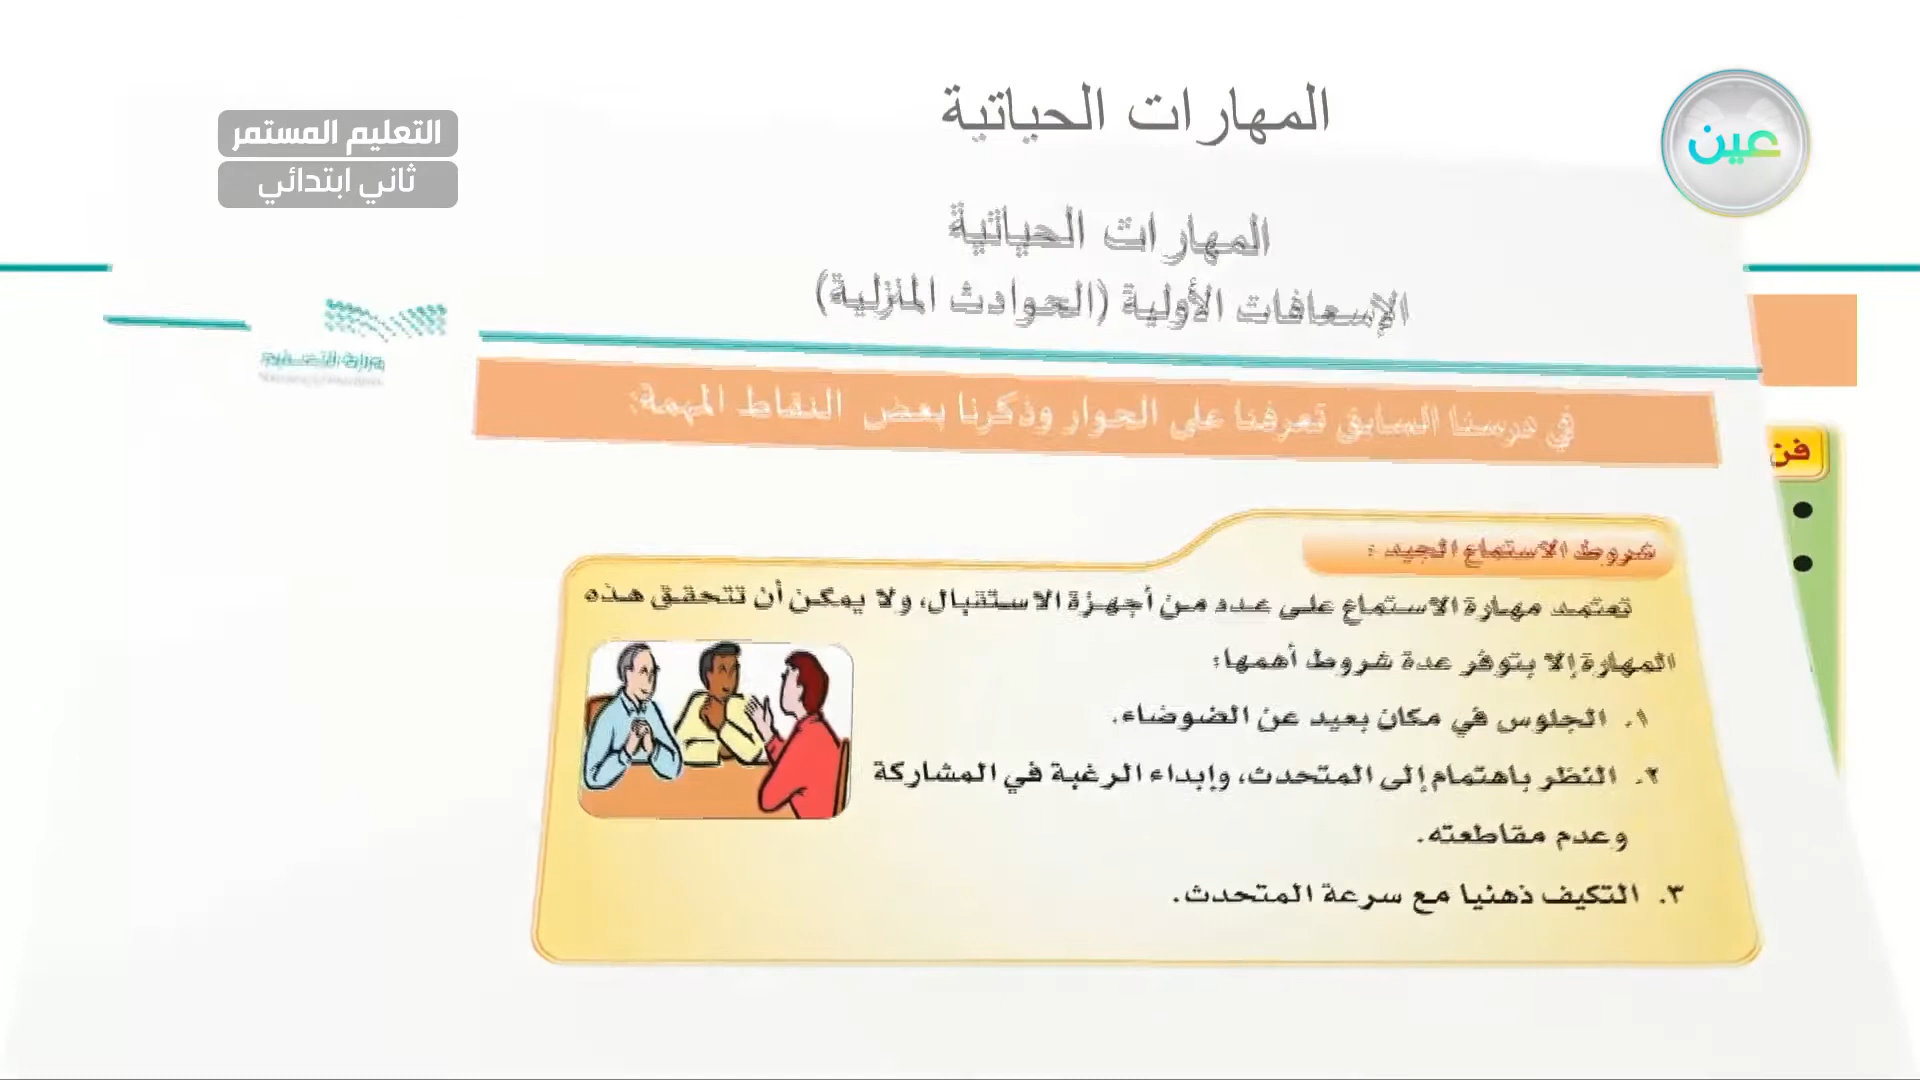 المهارات الحياتية
عين
التعليم المستمر
ثاني ابتدائي
المهارات الحياتية
الإسعافات الأولية (الحوادث المنزلية)
وزارة التعليم
في درسنا السابق تعرفنا على الحوار وذكرنا بعض النقاط المهمة:
فن
شروط الاستماع الجيد :
تعتمد مهارة الاستماع على عدد من أجهزة الاستقبال، ولا يمكن أن تتحقق هذه
المهارة إلا بتوفر عدة شروط أهمها:
١. الجلوس في مكان بعيد عن الضوضاء.
٢. النظر باهتمام إلى المتحدث، وإبداء الرغبة في المشاركة
وعدم مقاطعته.
٣. التكيف ذهنيا مع سرعة المتحدث.